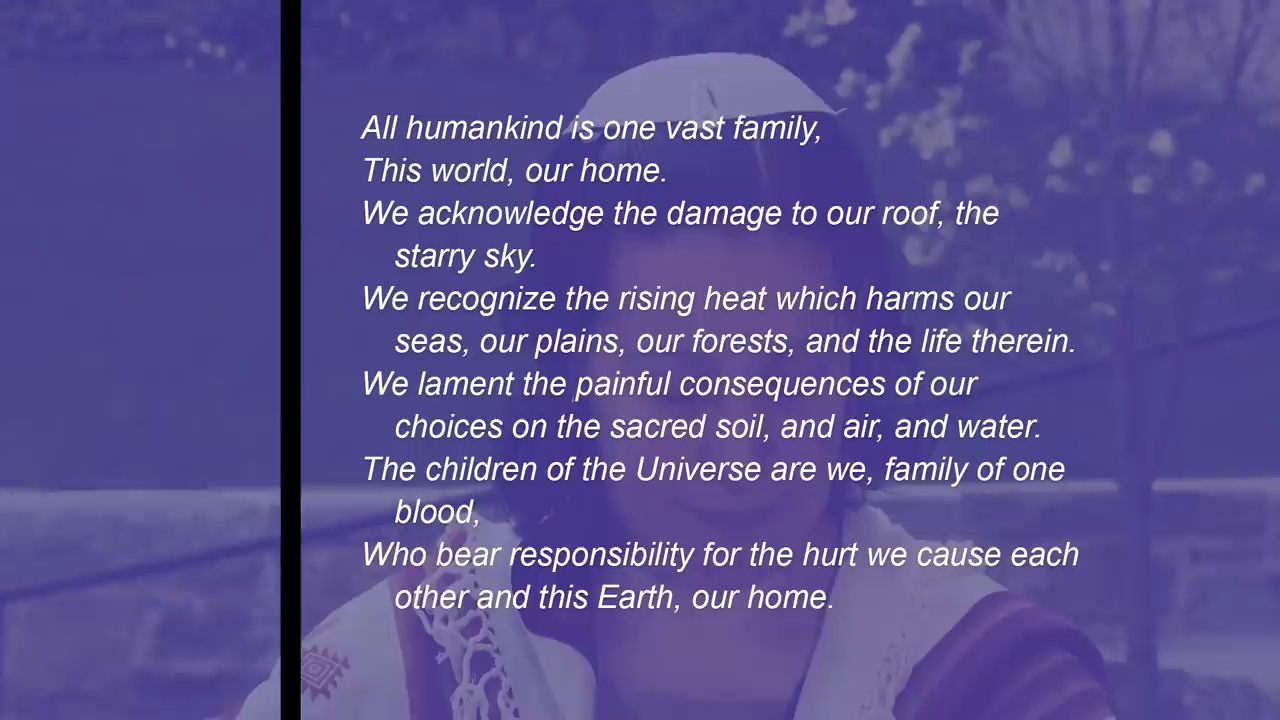 All humankind is one vast family,
This world, our home.
We acknowledge the damage to our roof, the
starry sky.
We recognize the rising heat which harms our
seas, our plains, our forests, and the life therein.
We lament the painful consequences of our
choices on the sacred soil, and air, and water.
The children of the Universe are we, family of one
blood,
Who bear responsibility for the hurt we cause each
other and this Earth, our home.